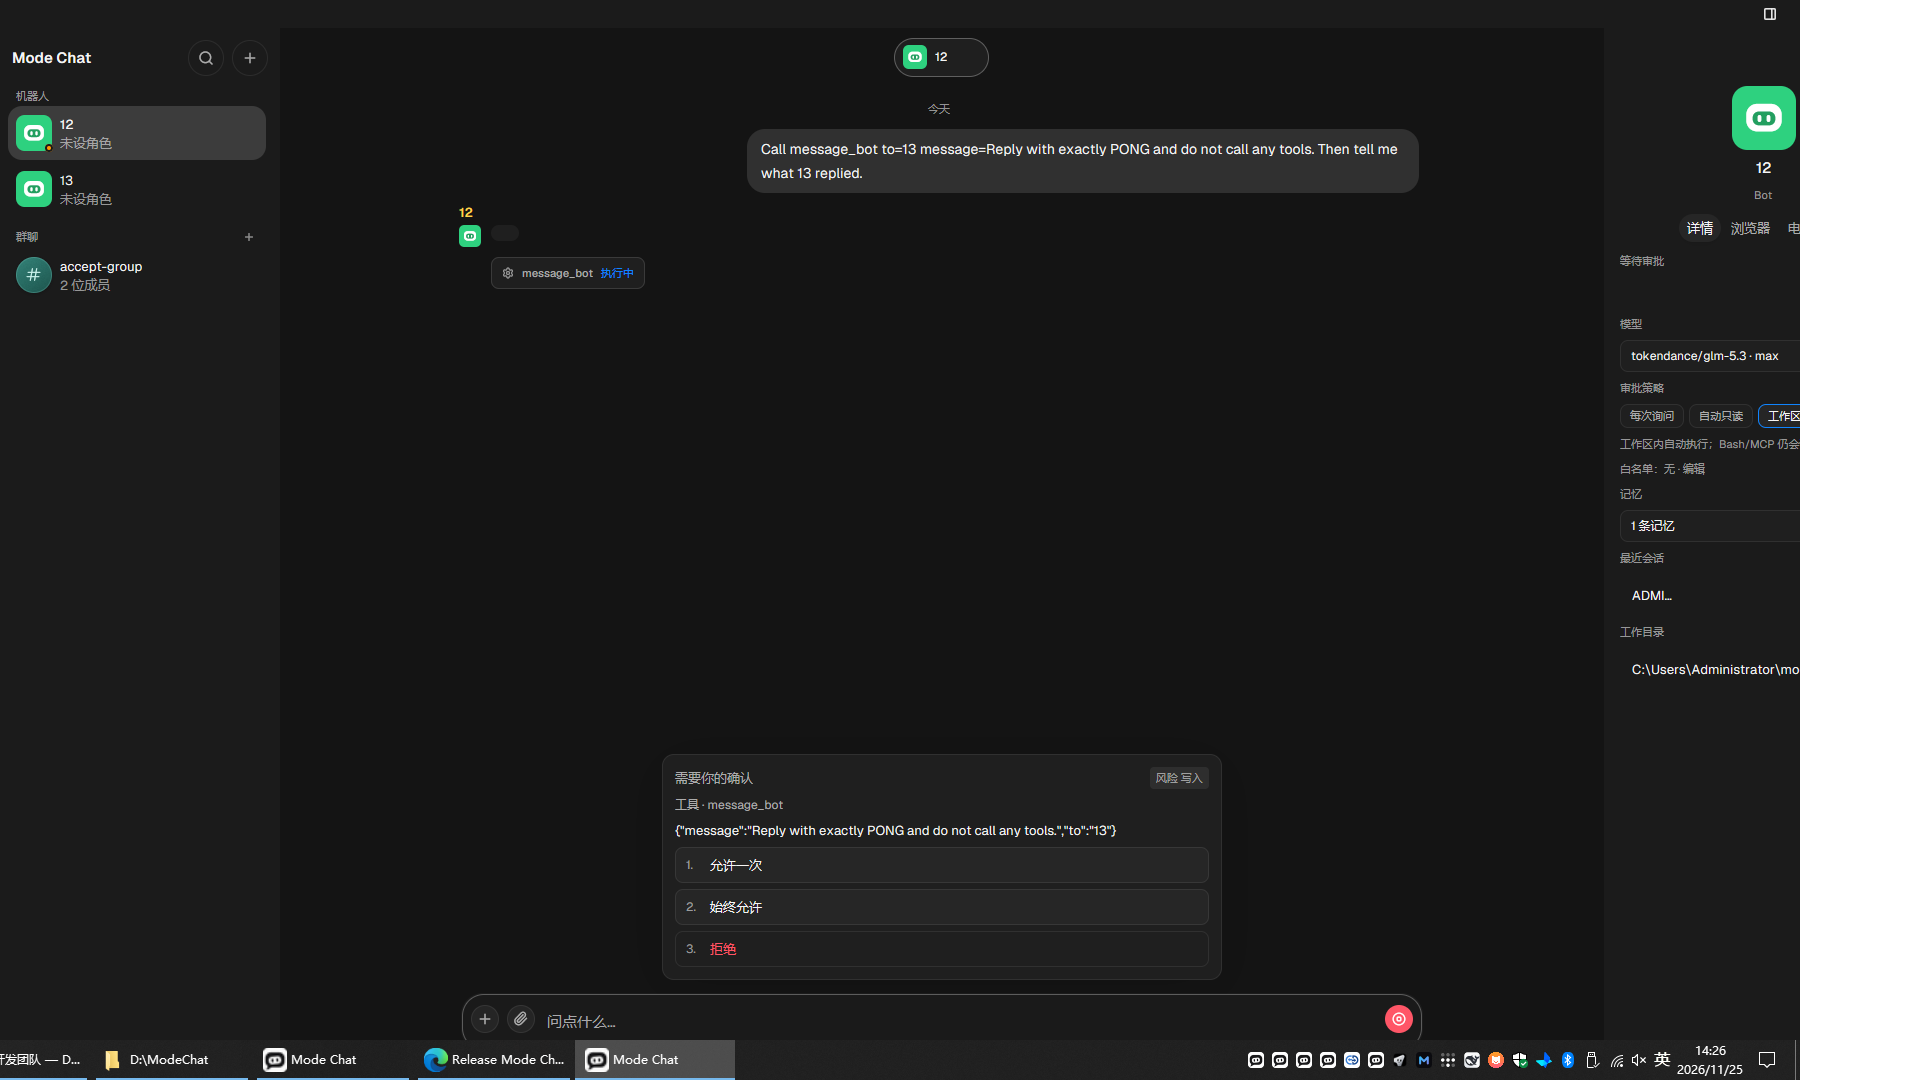 Mode Chat
机器人
12
未设角色
13
未设角色
群聊
accept-group
2 位成员
12
今天
Call message_bot to=13 message=Reply with exactly PONG and do not call any tools. Then tell me
what 13 replied.
12
message_bot 执行中
需要你的确认
风险 写入
工具 · message_bot
{"message":"Reply with exactly PONG and do not call any tools.","to":"13"}
1. 允许一次
2. 始终允许
3. 拒绝
问点什么...
12
Bot
详情 浏览器 电
等待审批
模型
tokendance/glm-5.3 · max
审批策略
每次询问 自动只读 工作区
工作区内自动执行；Bash/MCP 仍会
白名单：无 · 编辑
记忆
1 条记忆
最近会话
ADMI...
工作目录
C:\Users\Administrator\mo
开发团队 — D...
D:\ModeChat
Mode Chat
Release Mode Ch...
Mode Chat
英
14:26
2026/11/25